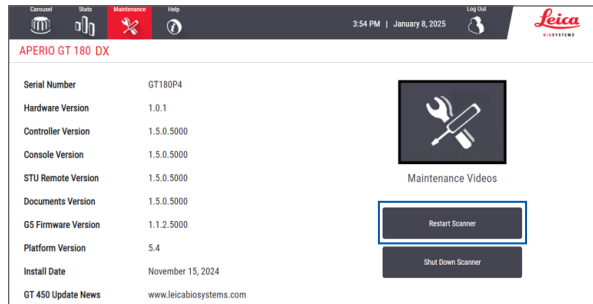 Carousel Stats Maintenance Help Log Out
3:54 PM | January 8, 2025
Leica
BIOSYSTEMS
APERIO GT 180 DX
Serial Number GT180P4
Hardware Version 1.0.1
Controller Version 1.5.0.5000
Console Version 1.5.0.5000
STU Remote Version 1.5.0.5000
Documents Version 1.5.0.5000
G5 Firmware Version 1.1.2.5000
Platform Version 5.4
Install Date November 15, 2024
GT 450 Update News www.leicabiosystems.com
Maintenance Videos
Restart Scanner
Shut Down Scanner